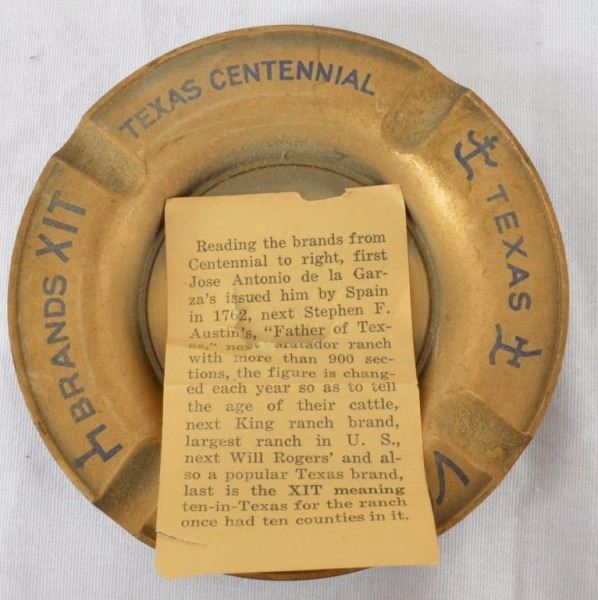 TEXAS CENTENNIAL
TEXAS
BRANDS XIT
Reading the brands from
Centennial to right, first
Jose Antonio de la Gar-
za's issued him by Spain
in 1762, next Stephen F.
Austin's, "Father of Tex-
as," next Matador ranch
with more than 900 sec-
tions, the figure is chang-
ed each year so as to tell
the age of their cattle,
next King ranch brand,
largest ranch in U. S.,
next Will Rogers' and al-
so a popular Texas brand,
last is the XIT meaning
ten-in-Texas for the ranch
once had ten counties in it.